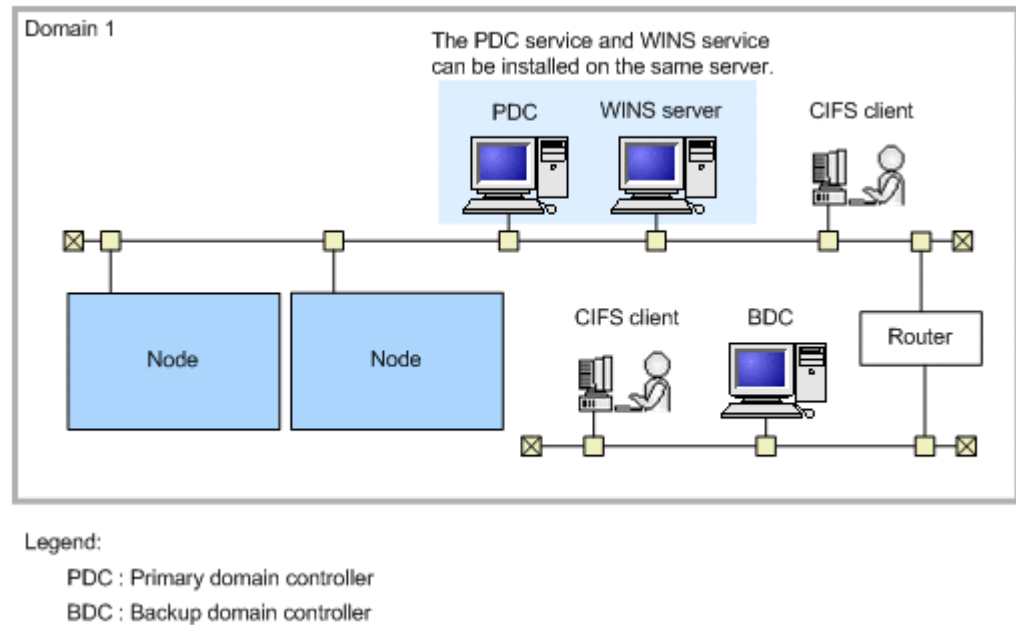 Domain 1
The PDC service and WINS service
can be installed on the same server.
PDC
WINS server
CIFS client
Node
Node
CIFS client
BDC
Router
Legend:
PDC : Primary domain controller
BDC : Backup domain controller